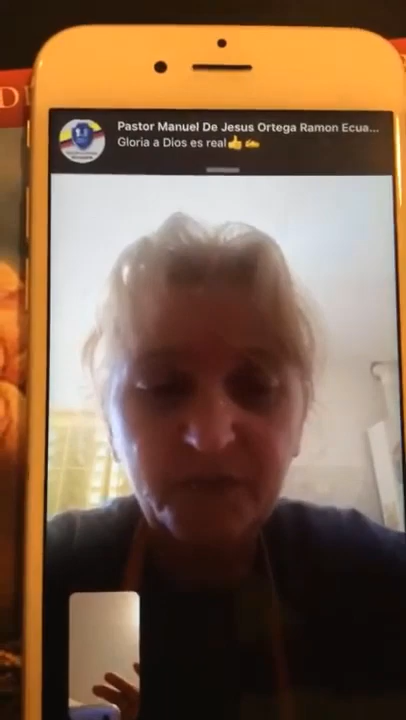 D
Pastor Manuel De Jesus Ortega Ramon Ecua...
Gloria a Dios es real👍✍️